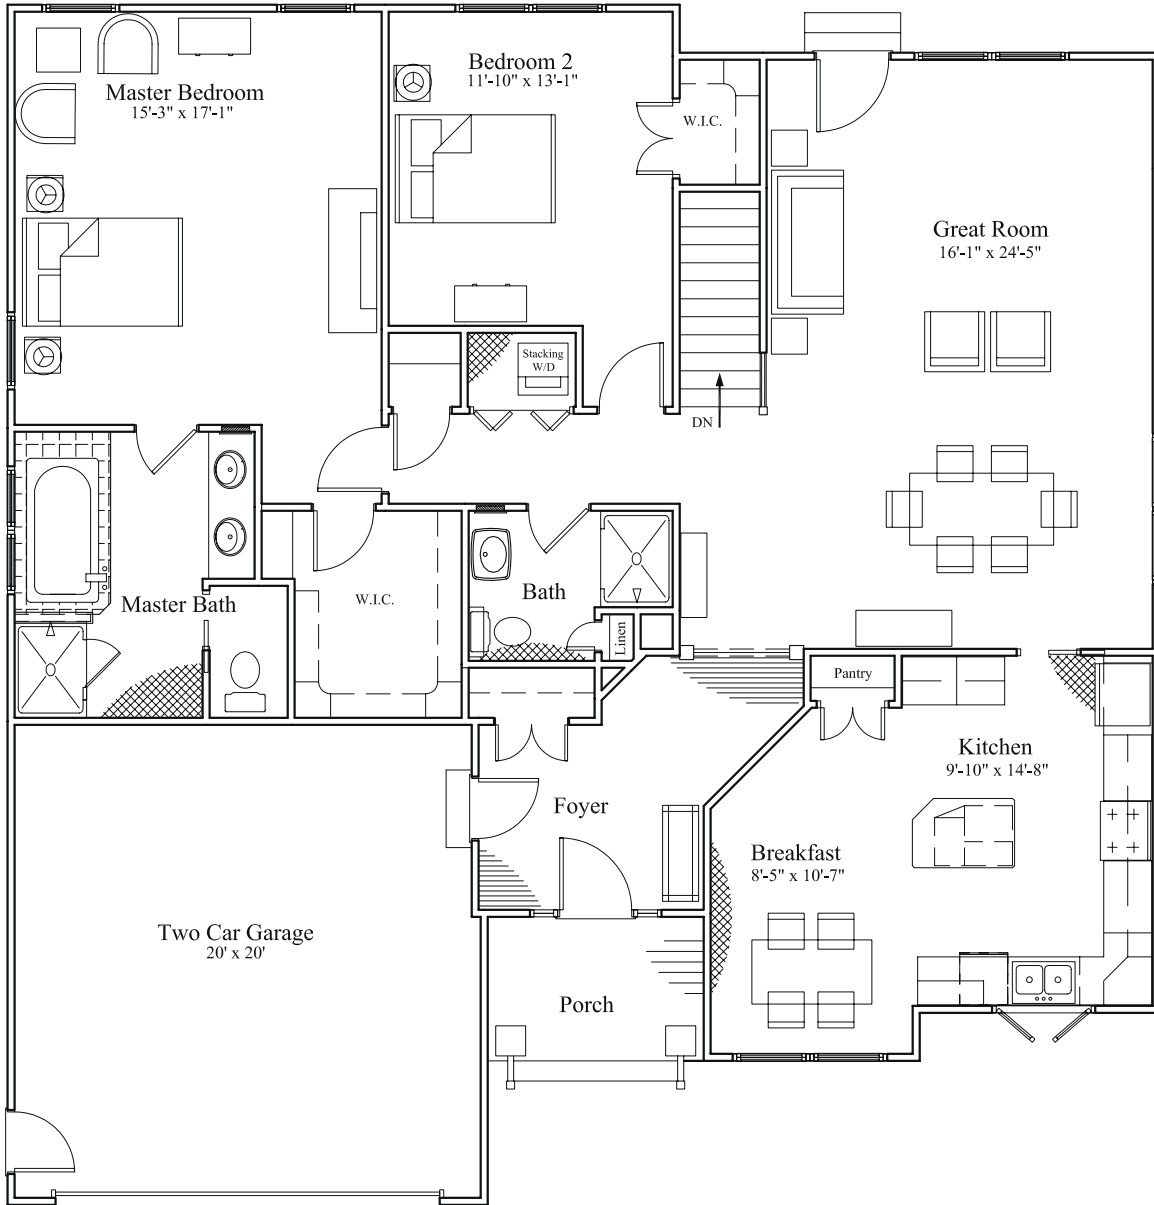 Master Bedroom
15'-3" x 17'-1"
Bedroom 2
11'-10" x 13'-1"
W.I.C.
Great Room
16'-1" x 24'-5"
Stacking
W/D
DN
Master Bath
W.I.C.
Bath
Linen
Pantry
Kitchen
9'-10" x 14'-8"
Foyer
Breakfast
8'-5" x 10'-7"
Two Car Garage
20' x 20'
Porch